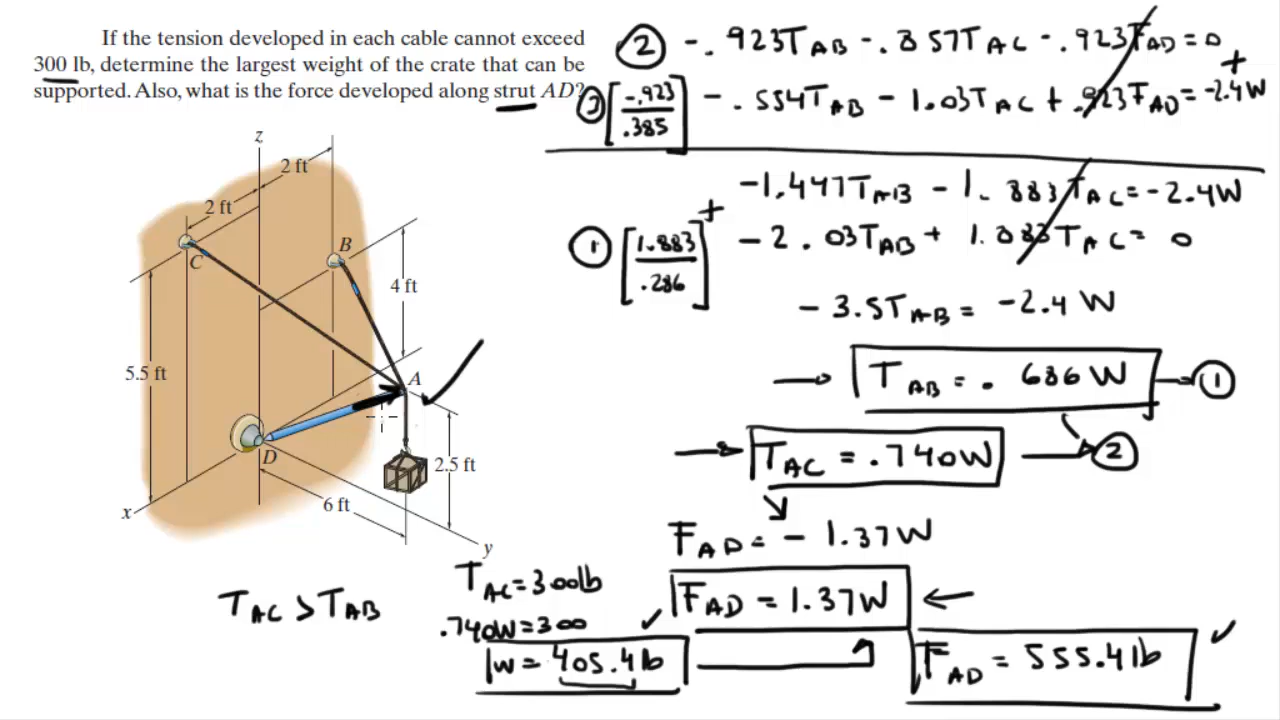 If the tension developed in each cable cannot exceed
300 lb, determine the largest weight of the crate that can be
supported. Also, what is the force developed along strut AD?
② -.923TAB -.857TAC -.923FAD = 0
+
③ [-.923/.385] -.554TAB - 1.03TAC + .923FAD = -2.4W
-1.447TAB - 1.883TAC = -2.4W
+
① [1.883/.286] -2.03TAB + 1.883TAC = 0
-3.5TAB = -2.4W
TAB = .686W → ①
TAC = .740W → ②
FAD = -1.37W
FAD = 1.37W
FAD = 555.4lb
z
2 ft
2 ft
C
B
4 ft
5.5 ft
A
D
2.5 ft
x
6 ft
y
TAC > TAB
TAC = 300lb
.740W = 300
W = 405.4lb